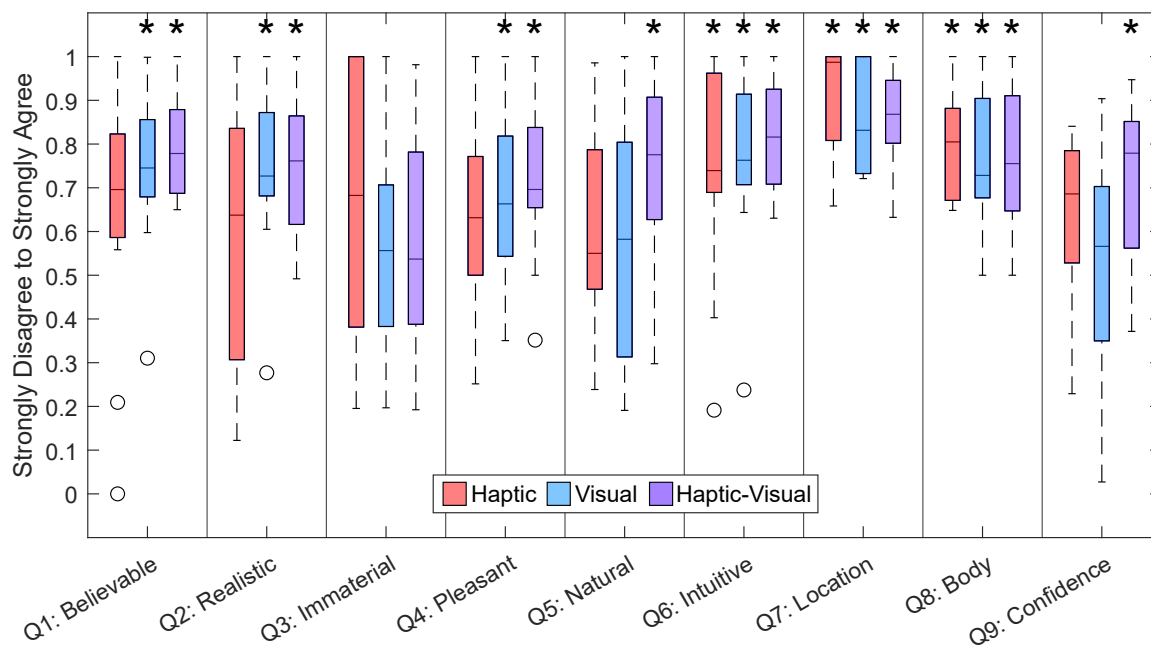 * * * * * * * * * * * * * * * * * *
Strongly Disagree to Strongly Agree
1
0.9
0.8
0.7
0.6
0.5
0.4
0.3
0.2
0.1
0
Haptic Visual Haptic-Visual
Q1: Believable
Q2: Realistic
Q3: Immaterial
Q4: Pleasant
Q5: Natural
Q6: Intuitive
Q7: Location
Q8: Body
Q9: Confidence